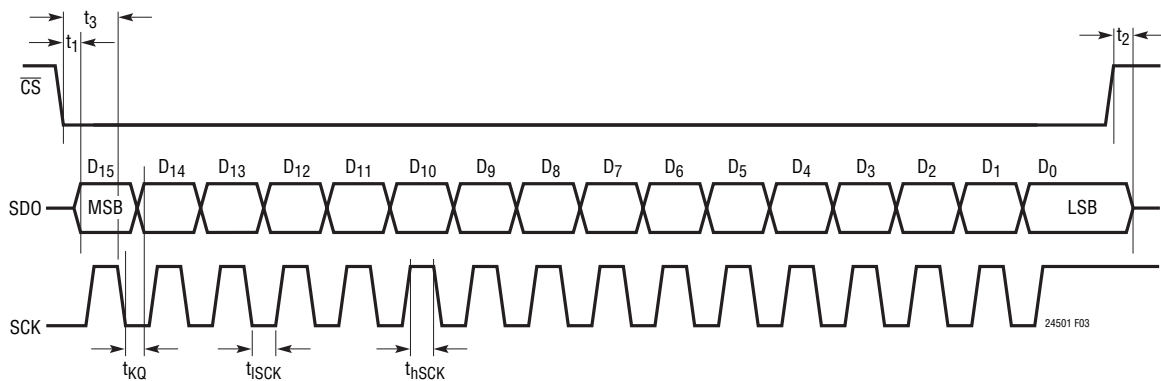 t3
t1
t2
CS
D15 D14 D13 D12 D11 D10 D9 D8 D7 D6 D5 D4 D3 D2 D1 D0
SDO MSB LSB
SCK
24501 F03
tKQ tlSCK thSCK